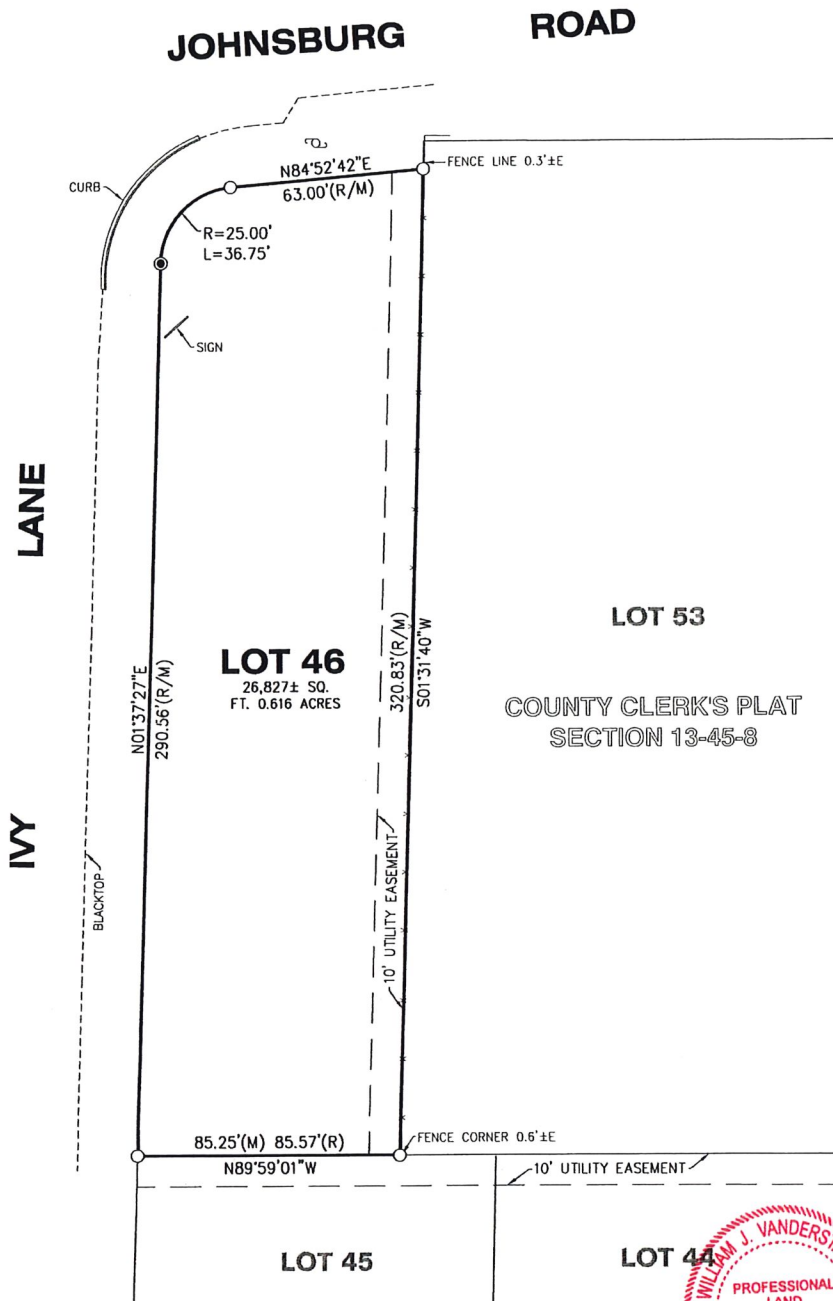 JOHNSBURG ROAD
CURB
N84°52'42"E
63.00'(R/M)
FENCE LINE 0.3'±E
R=25.00'
L=36.75'
SIGN
IVY LANE
N01°37'27"E
290.56'(R/M)
LOT 46
26,827± SQ.
FT. 0.616 ACRES
320.83'(R/M)
S01°31'40"W
LOT 53
COUNTY CLERK'S PLAT
SECTION 13-45-8
BLACKTOP
10' UTILITY EASEMENT
85.25'(M) 85.57'(R)
N89°59'01"W
FENCE CORNER 0.6'±E
10' UTILITY EASEMENT
LOT 45
LOT 44
WILLIAM J.
PROFESSIONAL
LAND